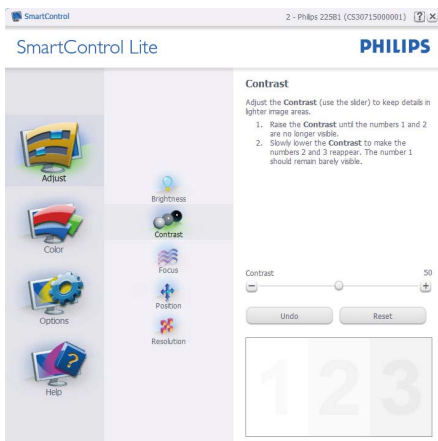 SmartControl
2 - Philips 225B1 (CS30715000001)
SmartControl Lite
PHILIPS
Adjust
Color
Options
Help
Brightness
Contrast
Focus
Position
Resolution
Contrast
Adjust the Contrast (use the slider) to keep details in
lighter image areas.
1. Raise the Contrast until the numbers 1 and 2
are no longer visible.
2. Slowly lower the Contrast to make the
numbers 2 and 3 reappear. The number 1
should remain barely visible.
Contrast 50
Undo
Reset
1 2 3